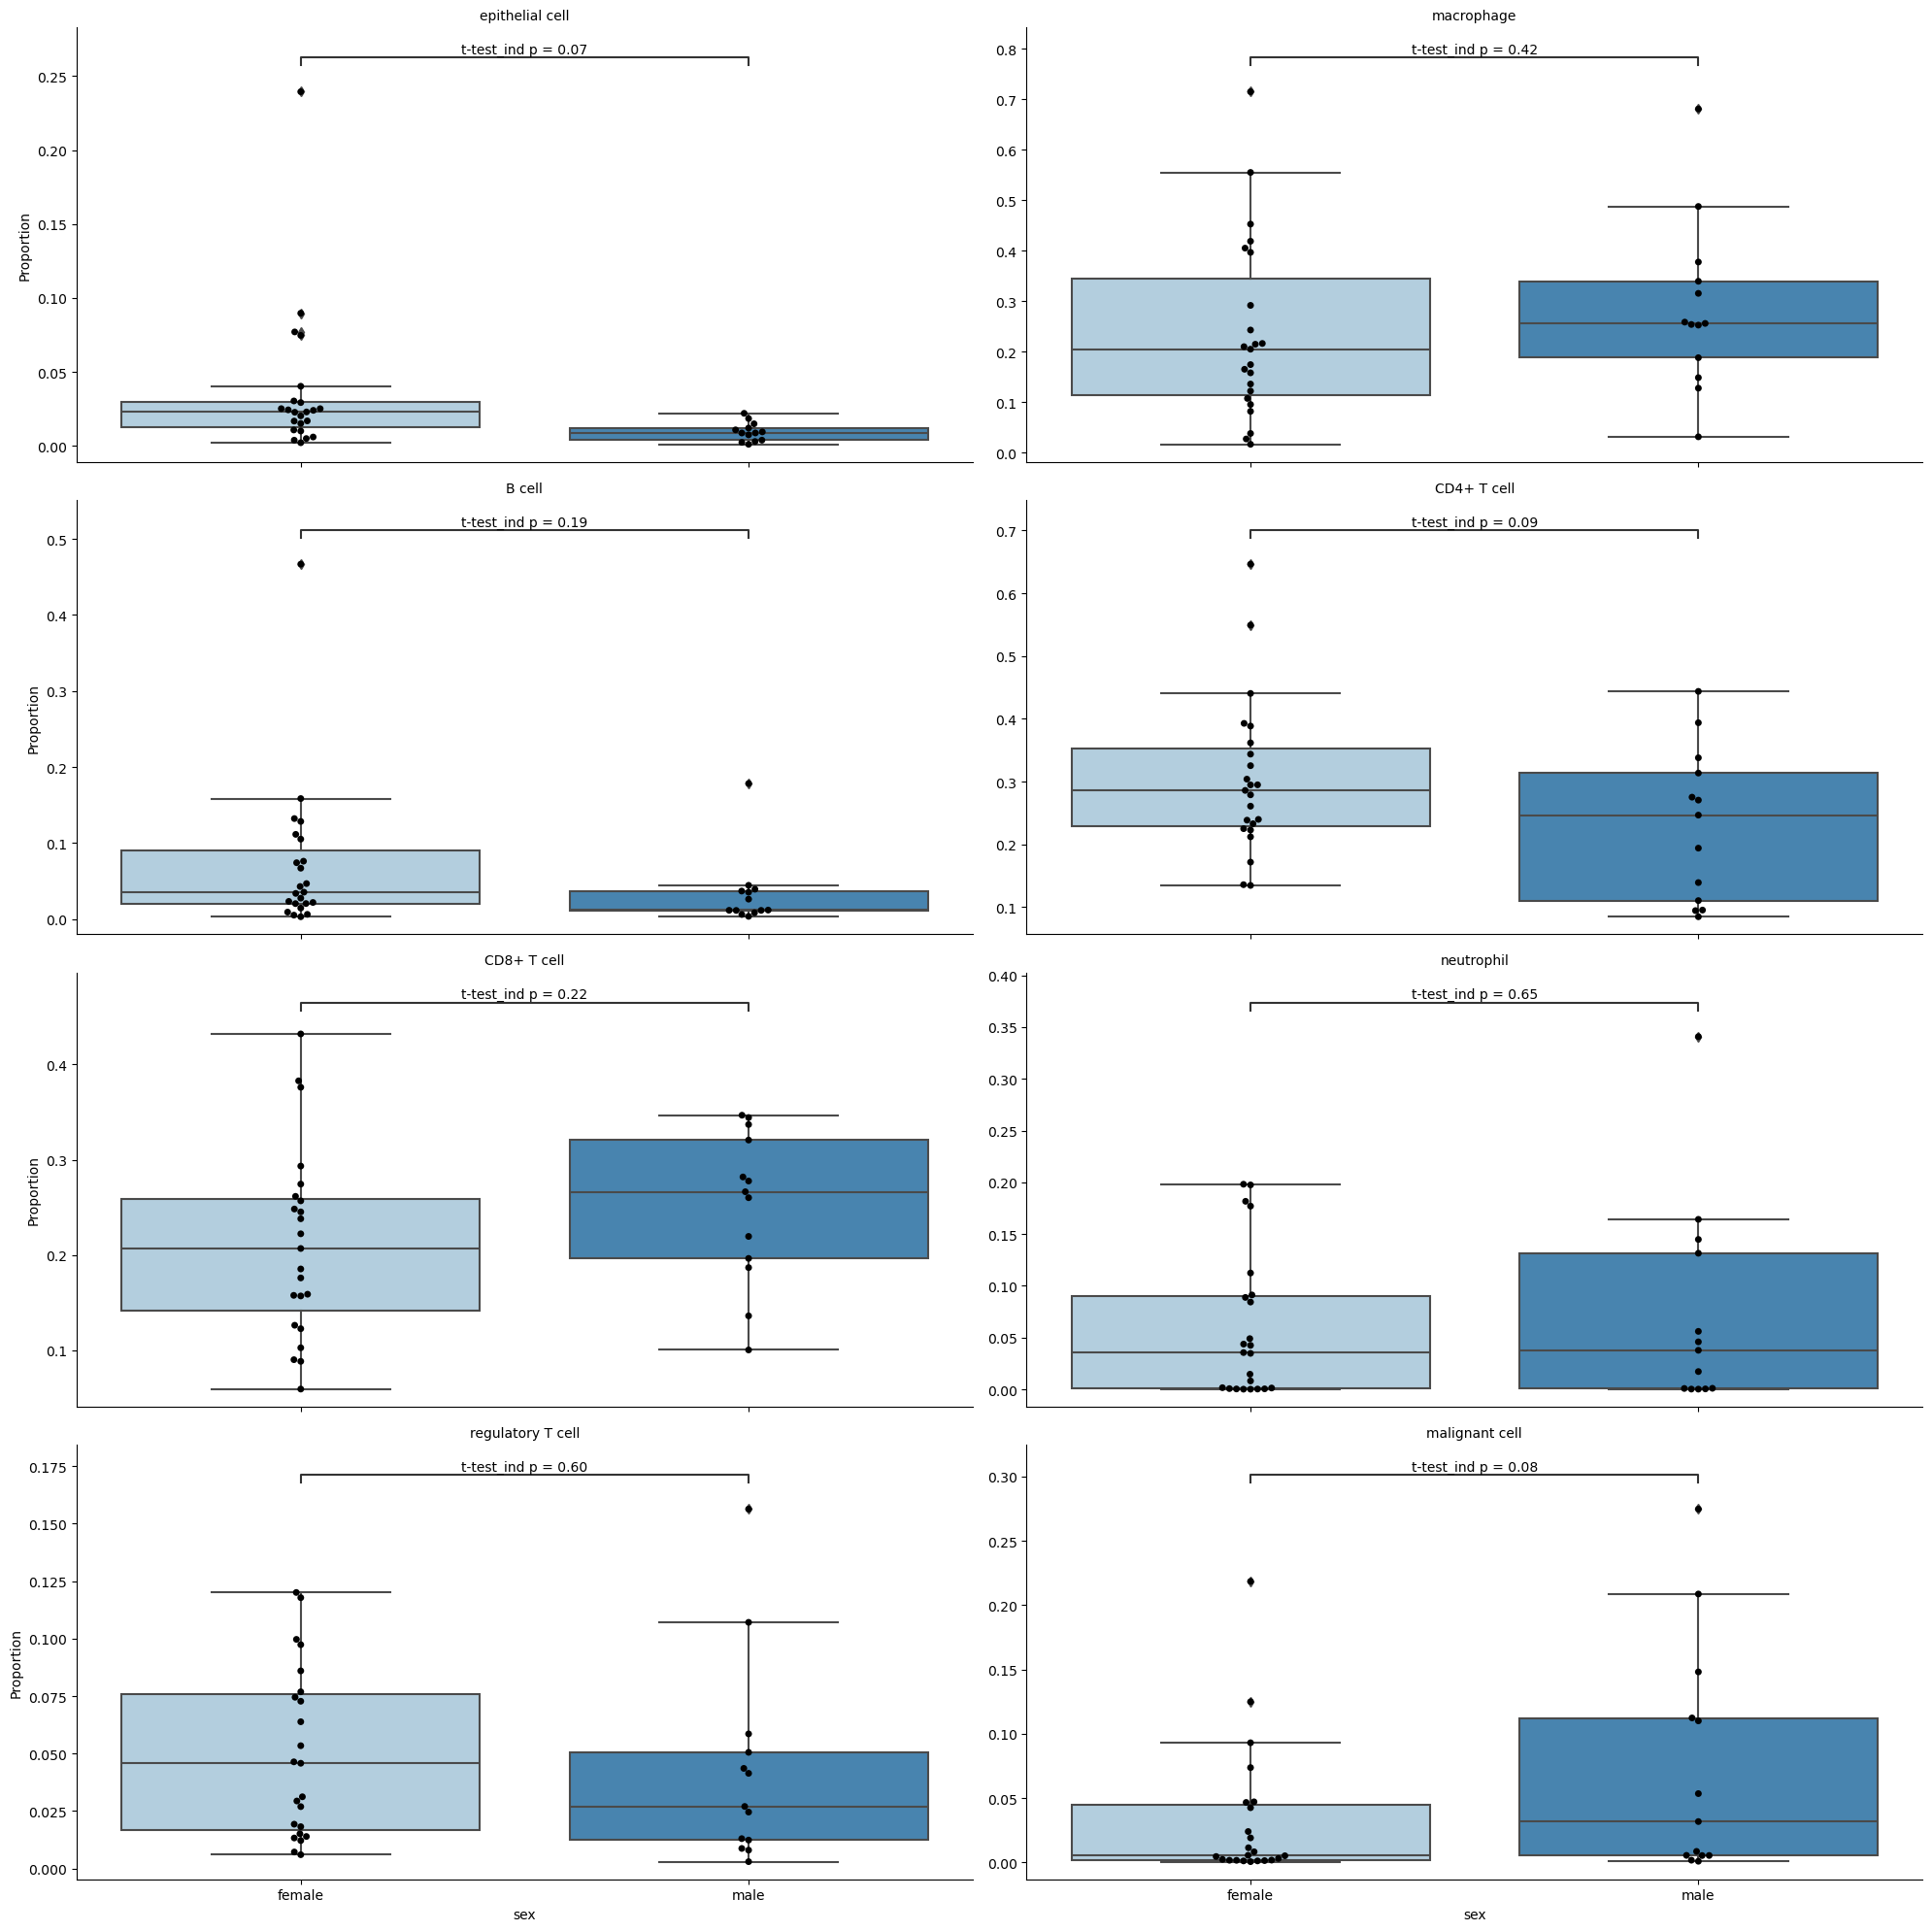 epithelial cell
t-test_ind p = 0.07
0.25
0.20
0.15
0.10
0.05
0.00
Proportion
macrophage
t-test_ind p = 0.42
0.8
0.7
0.6
0.5
0.4
0.3
0.2
0.1
0.0
B cell
t-test_ind p = 0.19
0.5
0.4
0.3
0.2
0.1
0.0
Proportion
CD4+ T cell
t-test_ind p = 0.09
0.7
0.6
0.5
0.4
0.3
0.2
0.1
CD8+ T cell
t-test_ind p = 0.22
0.4
0.3
0.2
0.1
Proportion
neutrophil
t-test_ind p = 0.65
0.40
0.35
0.30
0.25
0.20
0.15
0.10
0.05
0.00
regulatory T cell
t-test_ind p = 0.60
0.175
0.150
0.125
0.100
0.075
0.050
0.025
0.000
Proportion
female
male
sex
malignant cell
t-test_ind p = 0.08
0.30
0.25
0.20
0.15
0.10
0.05
0.00
female
male
sex